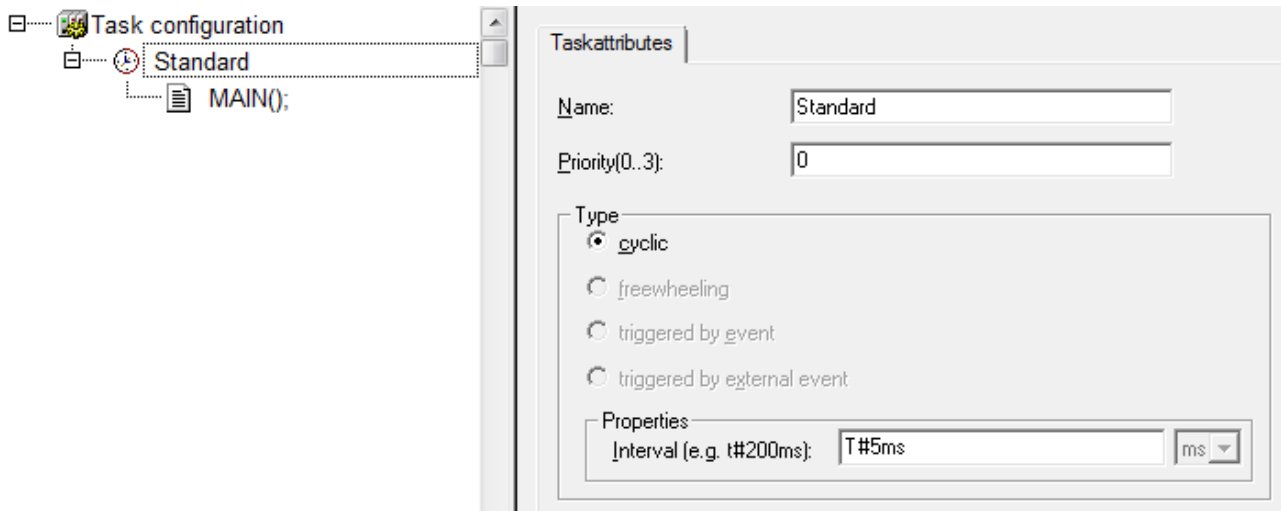 Task configuration
Standard
MAIN();
Taskattributes
Name: Standard
Priority(0..3): 0
Type
cyclic
freewheeling
triggered by event
triggered by external event
Properties
Interval (e.g. t#200ms): T#5ms ms